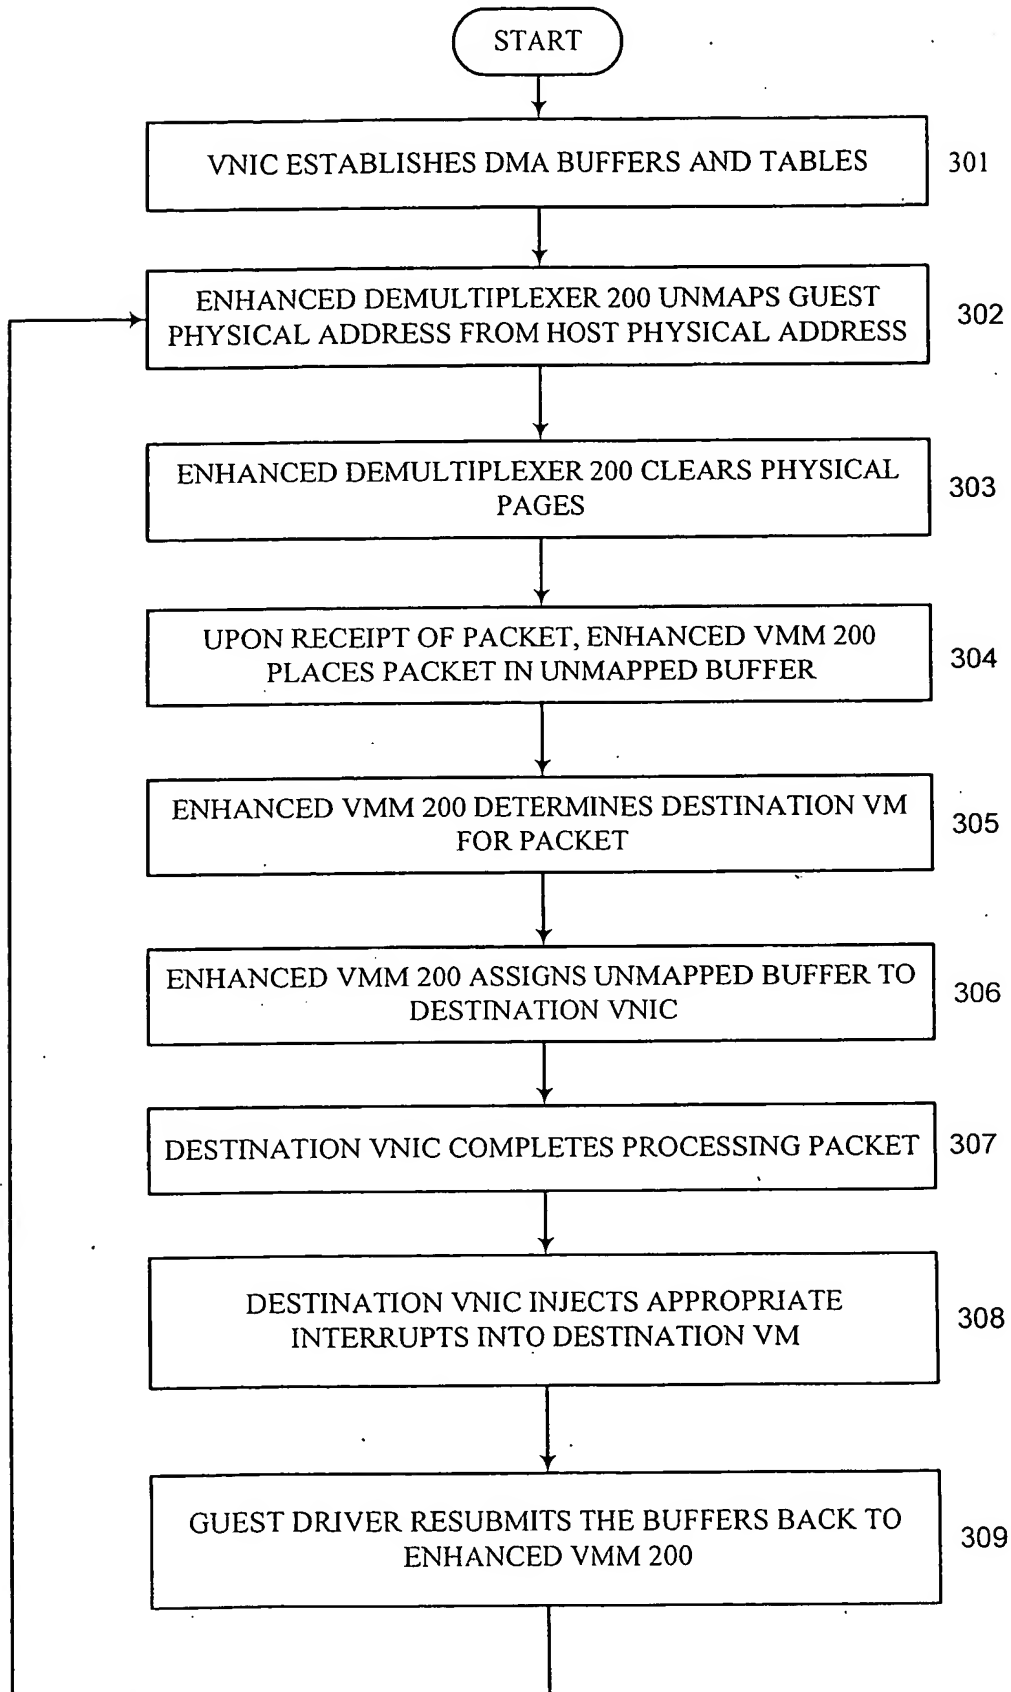 START
VNIC ESTABLISHES DMA BUFFERS AND TABLES
301
ENHANCED DEMULTIPLEXER 200 UNMAPS GUEST
PHYSICAL ADDRESS FROM HOST PHYSICAL ADDRESS
302
ENHANCED DEMULTIPLEXER 200 CLEARS PHYSICAL
PAGES
303
UPON RECEIPT OF PACKET, ENHANCED VMM 200
PLACES PACKET IN UNMAPPED BUFFER
304
ENHANCED VMM 200 DETERMINES DESTINATION VM
FOR PACKET
305
ENHANCED VMM 200 ASSIGNS UNMAPPED BUFFER TO
DESTINATION VNIC
306
DESTINATION VNIC COMPLETES PROCESSING PACKET
307
DESTINATION VNIC INJECTS APPROPRIATE
INTERRUPTS INTO DESTINATION VM
308
GUEST DRIVER RESUBMITS THE BUFFERS BACK TO
ENHANCED VMM 200
309